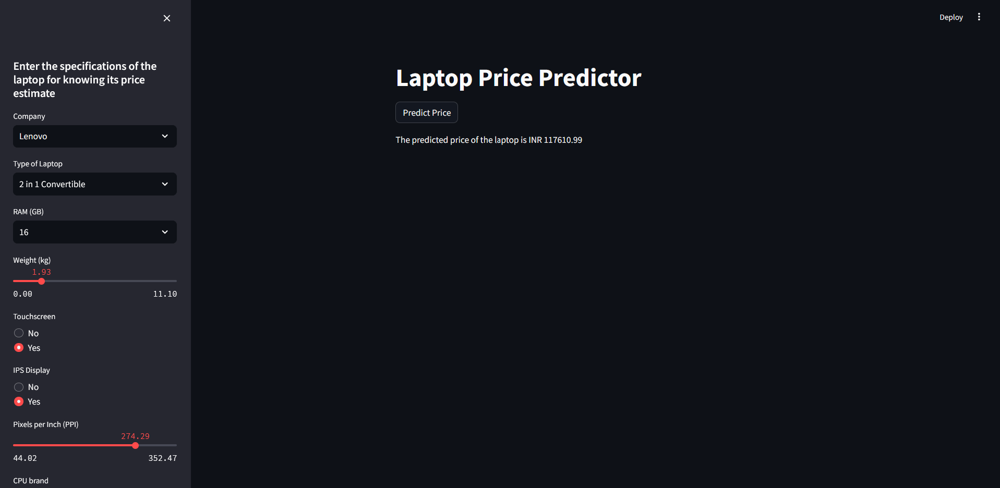 Enter the specifications of the
laptop for knowing its price
estimate
Company
Lenovo
Type of Laptop
2 in 1 Convertible
RAM (GB)
16
Weight (kg)
1.93
0.00 11.10
Touchscreen
No
Yes
IPS Display
No
Yes
Pixels per Inch (PPI)
274.29
44.02 352.47
CPU brand
Deploy
Laptop Price Predictor
Predict Price
The predicted price of the laptop is INR 117610.99